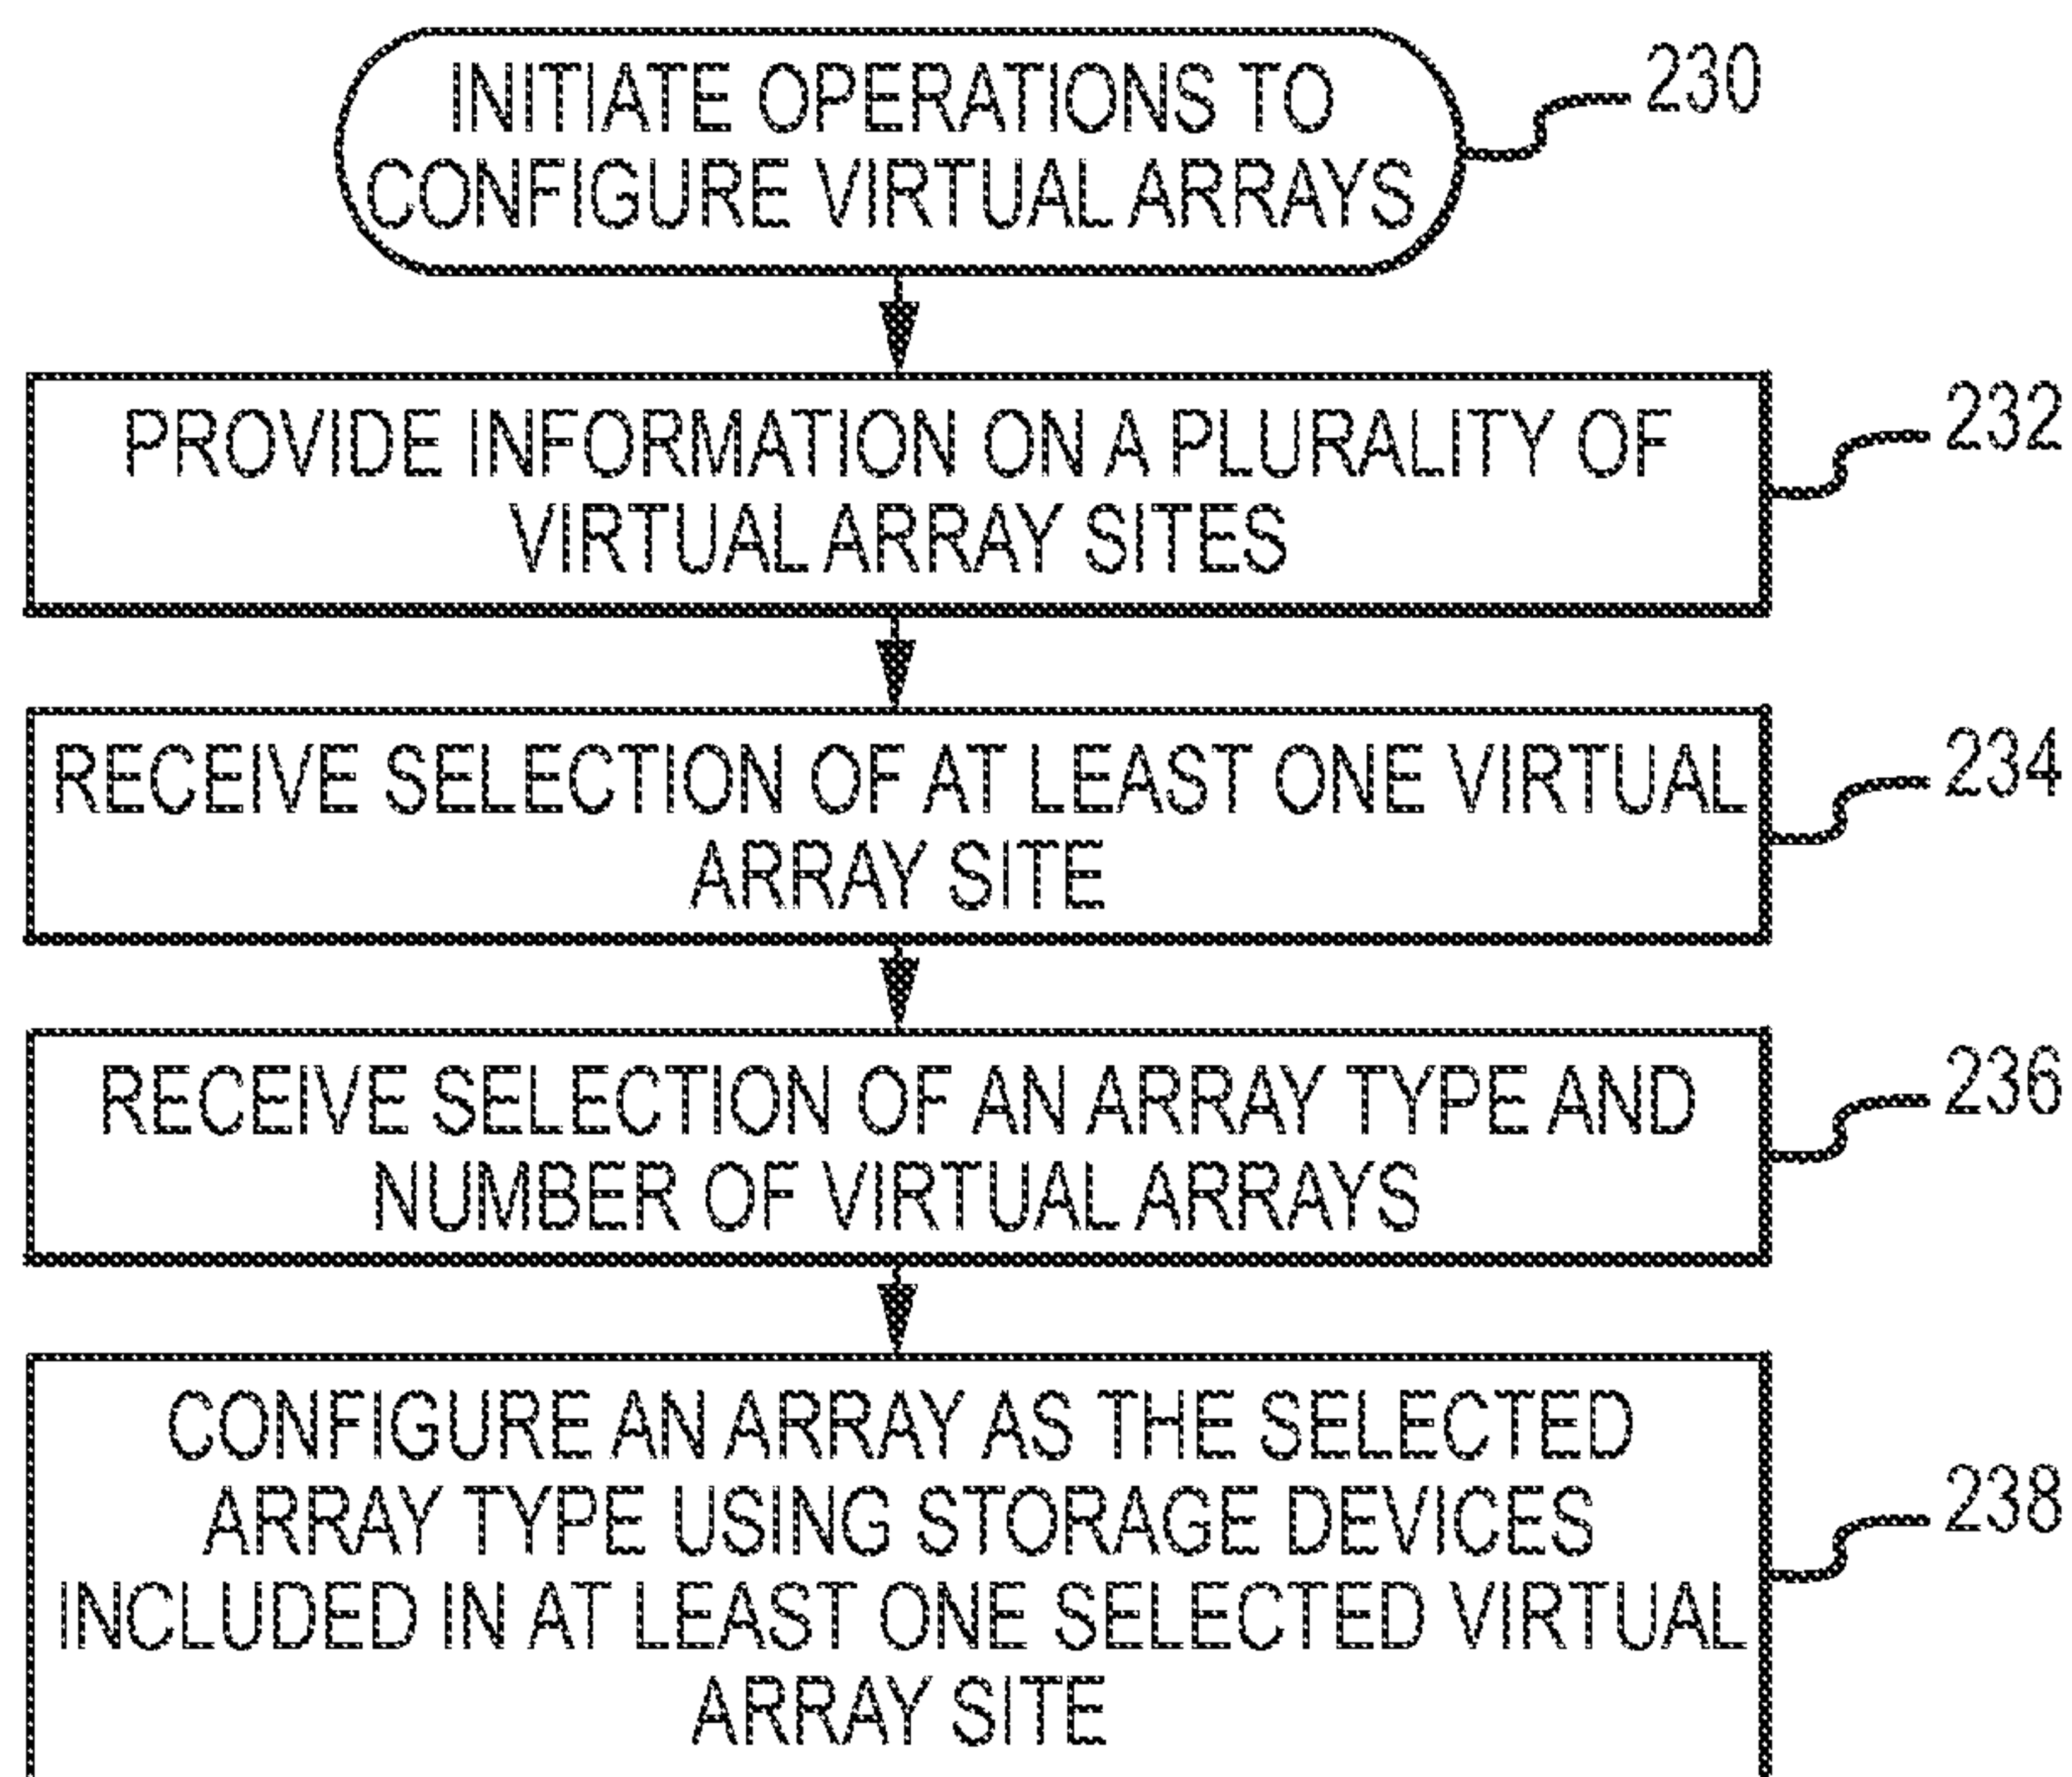 INITIATE OPERATIONS TO
CONFIGURE VIRTUAL ARRAYS
230
PROVIDE INFORMATION ON A PLURALITY OF
VIRTUAL ARRAY SITES
232
RECEIVE SELECTION OF AT LEAST ONE VIRTUAL
ARRAY SITE
234
RECEIVE SELECTION OF AN ARRAY TYPE AND
NUMBER OF VIRTUAL ARRAYS
236
CONFIGURE AN ARRAY AS THE SELECTED
ARRAY TYPE USING STORAGE DEVICES
INCLUDED IN AT LEAST ONE SELECTED VIRTUAL
ARRAY SITE
238